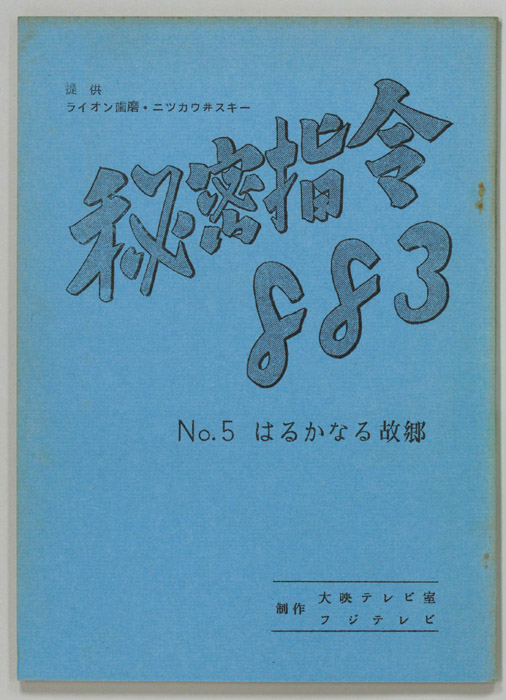 提供
ライオン歯磨・ニツカウヰスキー
秘密指令
883
No.5 はるかなる故郷
制作
大映テレビ室
フジテレビ